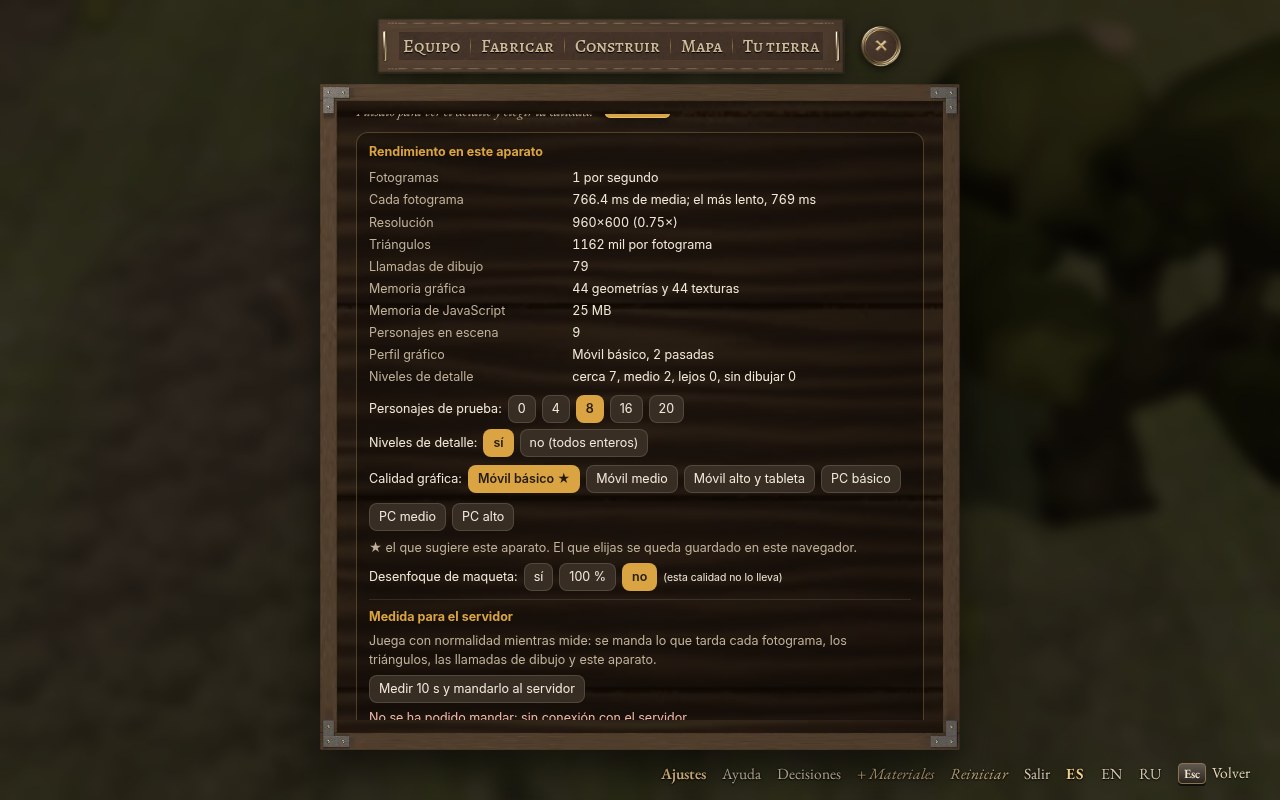 Equipo Fabricar Construir Mapa Tu tierra
Rendimiento en este aparato
Fotogramas 1 por segundo
Cada fotograma 766.4 ms de media; el más lento, 769 ms
Resolución 960×600 (0.75×)
Triángulos 1162 mil por fotograma
Llamadas de dibujo 79
Memoria gráfica 44 geometrías y 44 texturas
Memoria de JavaScript 25 MB
Personajes en escena 9
Perfil gráfico Móvil básico, 2 pasadas
Niveles de detalle cerca 7, medio 2, lejos 0, sin dibujar 0
Personajes de prueba: 0 4 8 16 20
Niveles de detalle: sí no (todos enteros)
Calidad gráfica: Móvil básico ★ Móvil medio Móvil alto y tableta PC básico
PC medio PC alto
★ el que sugiere este aparato. El que elijas se queda guardado en este navegador.
Desenfoque de maqueta: sí 100 % no (esta calidad no lo lleva)
Medida para el servidor
Juega con normalidad mientras mide: se manda lo que tarda cada fotograma, los
triángulos, las llamadas de dibujo y este aparato.
Medir 10 s y mandarlo al servidor
No se ha podido mandar: sin conexión con el servidor
Ajustes Ayuda Decisiones + Materiales Reiniciar Salir ES EN RU Esc Volver